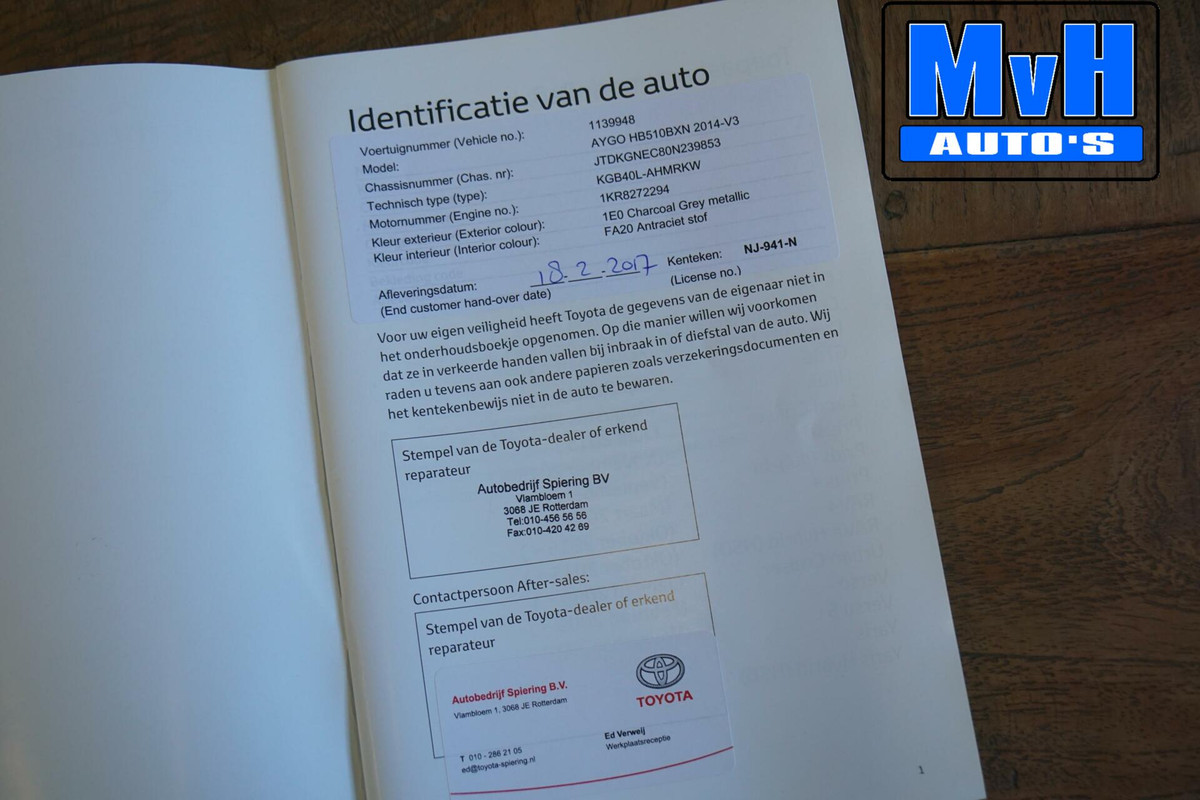 MvH
AUTO'S
Identificatie van de auto
Voertuignummer (Vehicle no.): 1139948
Model: AYGO HB510BXN 2014-V3
Chassisnummer (Chas. nr): JTDKGNEC80N239853
Technisch type (type): KGB40L-AHMRKW
Motornummer (Engine no.): 1KR8272294
Kleur exterieur (Exterior colour): 1E0 Charcoal Grey metallic
Kleur interieur (Interior colour): FA20 Antraciet stof
Afleveringsdatum: 18-2-2017 Kenteken: NJ-941-N
(End customer hand-over date) (License no.)
Voor uw eigen veiligheid heeft Toyota de gegevens van de eigenaar niet in
het onderhoudsboekje opgenomen. Op die manier willen wij voorkomen
dat ze in verkeerde handen vallen bij inbraak in of diefstal van de auto. Wij
raden u tevens aan ook andere papieren zoals verzekeringsdocumenten en
het kentekenbewijs niet in de auto te bewaren.
Stempel van de Toyota-dealer of erkend
reparateur
Autobedrijf Spiering BV
Vlambloem 1
3068 JE Rotterdam
Tel:010-456 56 56
Fax:010-420 42 69
Contactpersoon After-sales:
Stempel van de Toyota-dealer of erkend
reparateur
Autobedrijf Spiering B.V.
Vlambloem 1, 3068 JE Rotterdam
TOYOTA
T 010 - 286 21 05
ed@toyota-spiering.nl
Ed Verweij
Werkplaatsreceptie
1